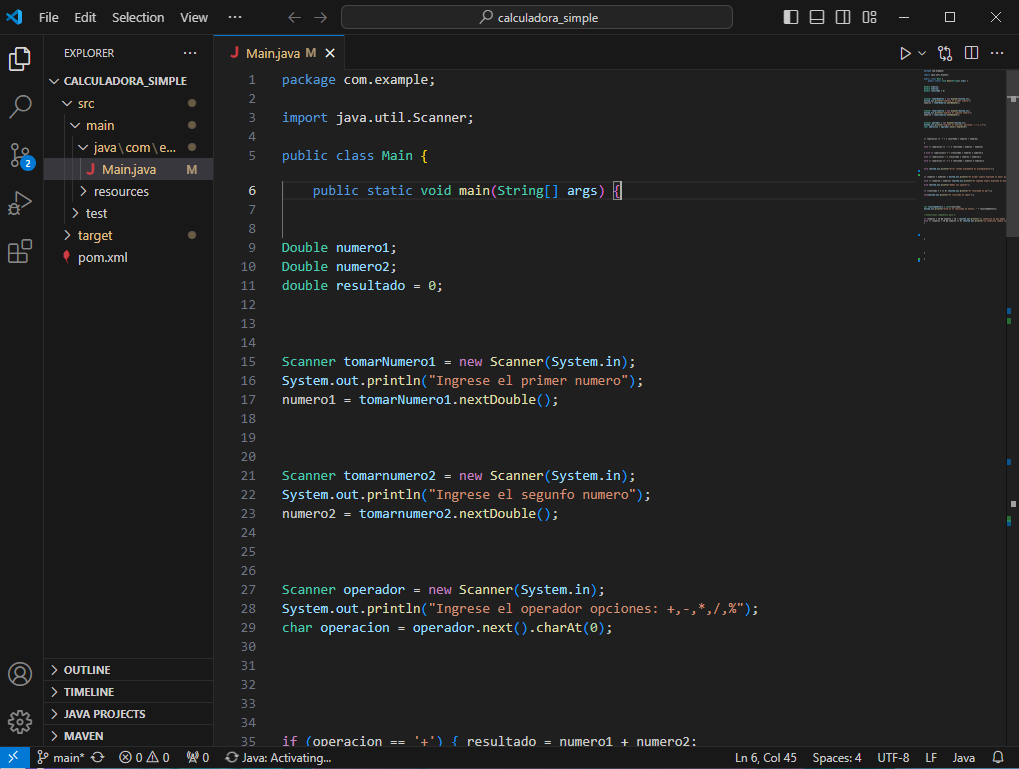 File Edit Selection View ··· calculadora_simple
EXPLORER ···
CALCULADORA_SIMPLE
src
main
java\com\e...
Main.java M
resources
test
target
pom.xml
OUTLINE
TIMELINE
JAVA PROJECTS
MAVEN
Main.java M
1 package com.example;
2
3 import java.util.Scanner;
4
5 public class Main {
6 public static void main(String[] args) {
7
8
9 Double numero1;
10 Double numero2;
11 double resultado = 0;
12
13
14
15 Scanner tomarNumero1 = new Scanner(System.in);
16 System.out.println("Ingrese el primer numero");
17 numero1 = tomarNumero1.nextDouble();
18
19
20
21 Scanner tomarnumero2 = new Scanner(System.in);
22 System.out.println("Ingrese el segunfo numero");
23 numero2 = tomarnumero2.nextDouble();
24
25
26
27 Scanner operador = new Scanner(System.in);
28 System.out.println("Ingrese el operador opciones: +,-,*,/,%");
29 char operacion = operador.next().charAt(0);
30
31
32
33
34
35 if (operacion == '+') { resultado = numero1 + numero2;
2
main* 0 0 0 Java: Activating... Ln 6, Col 45 Spaces: 4 UTF-8 LF Java